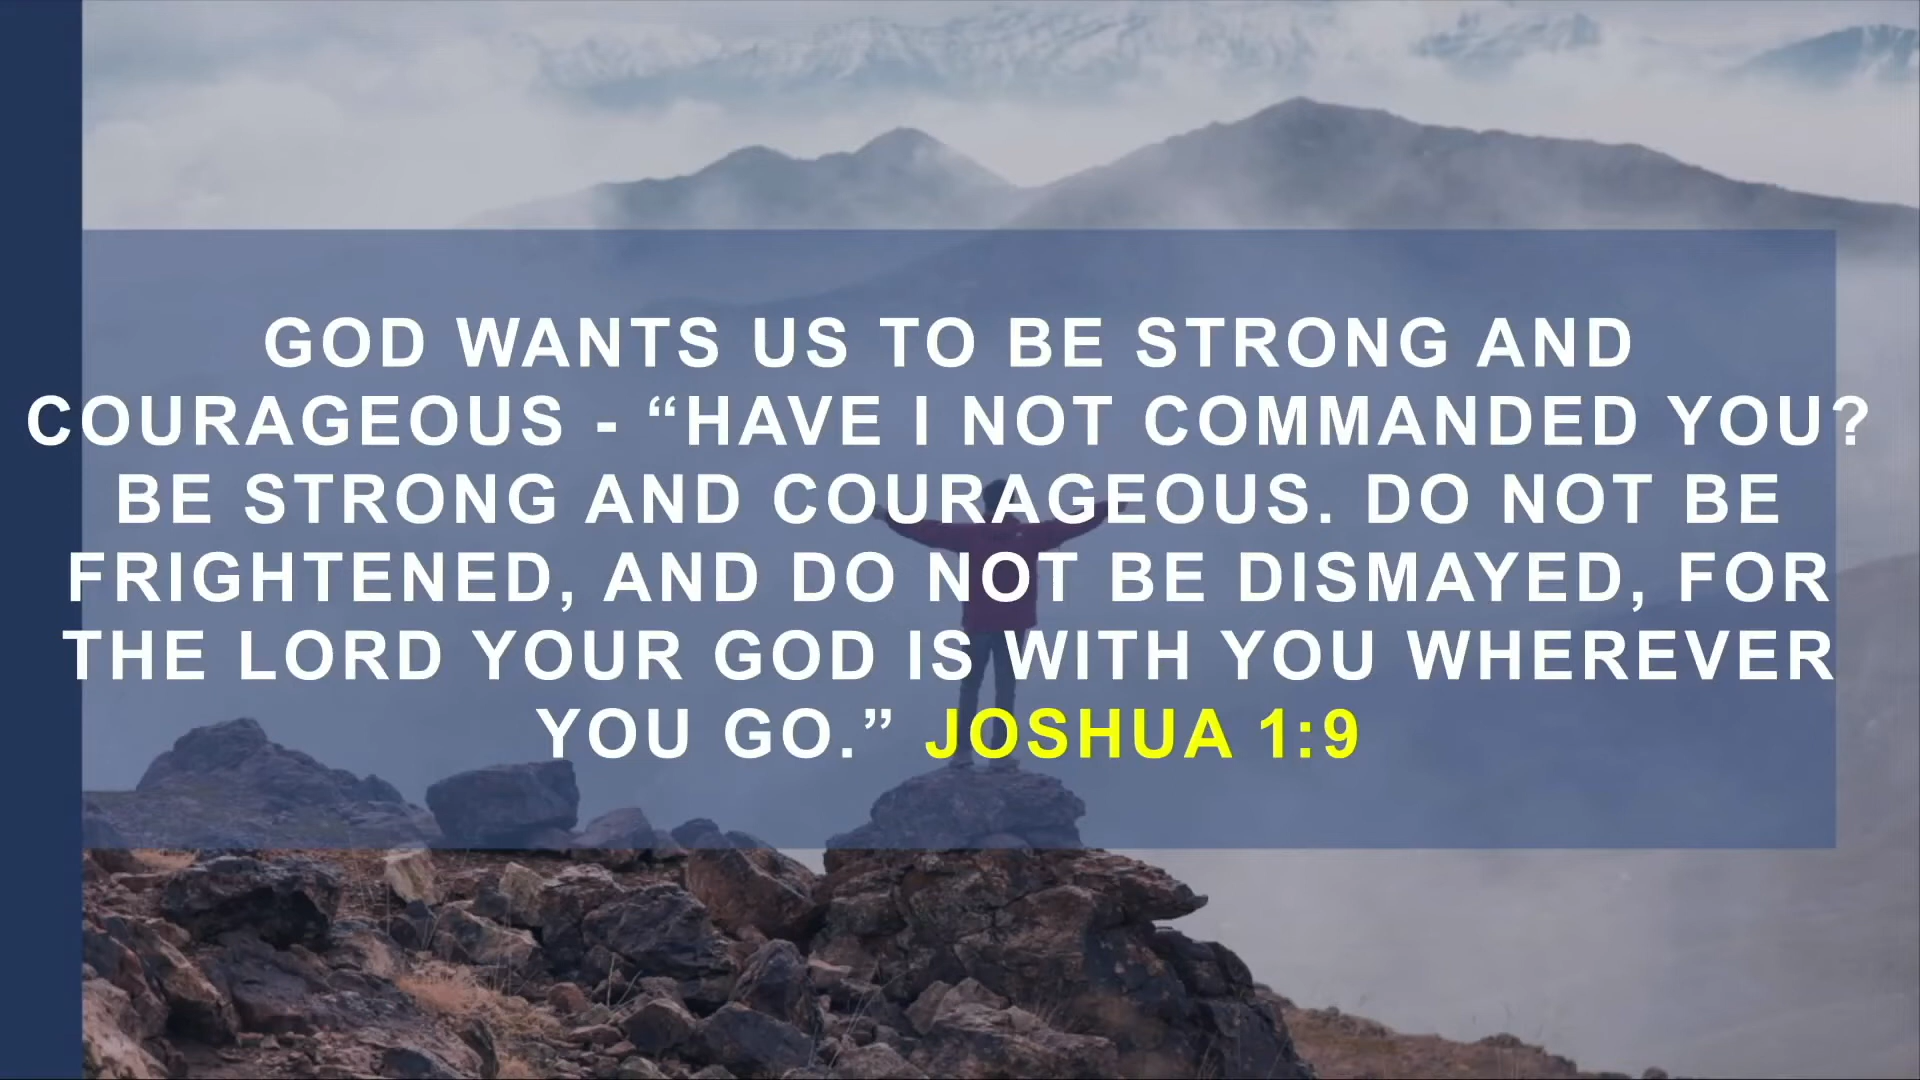 GOD WANTS US TO BE STRONG AND
COURAGEOUS - “HAVE I NOT COMMANDED YOU?
BE STRONG AND COURAGEOUS. DO NOT BE
FRIGHTENED, AND DO NOT BE DISMAYED, FOR
THE LORD YOUR GOD IS WITH YOU WHEREVER
YOU GO.” JOSHUA 1:9